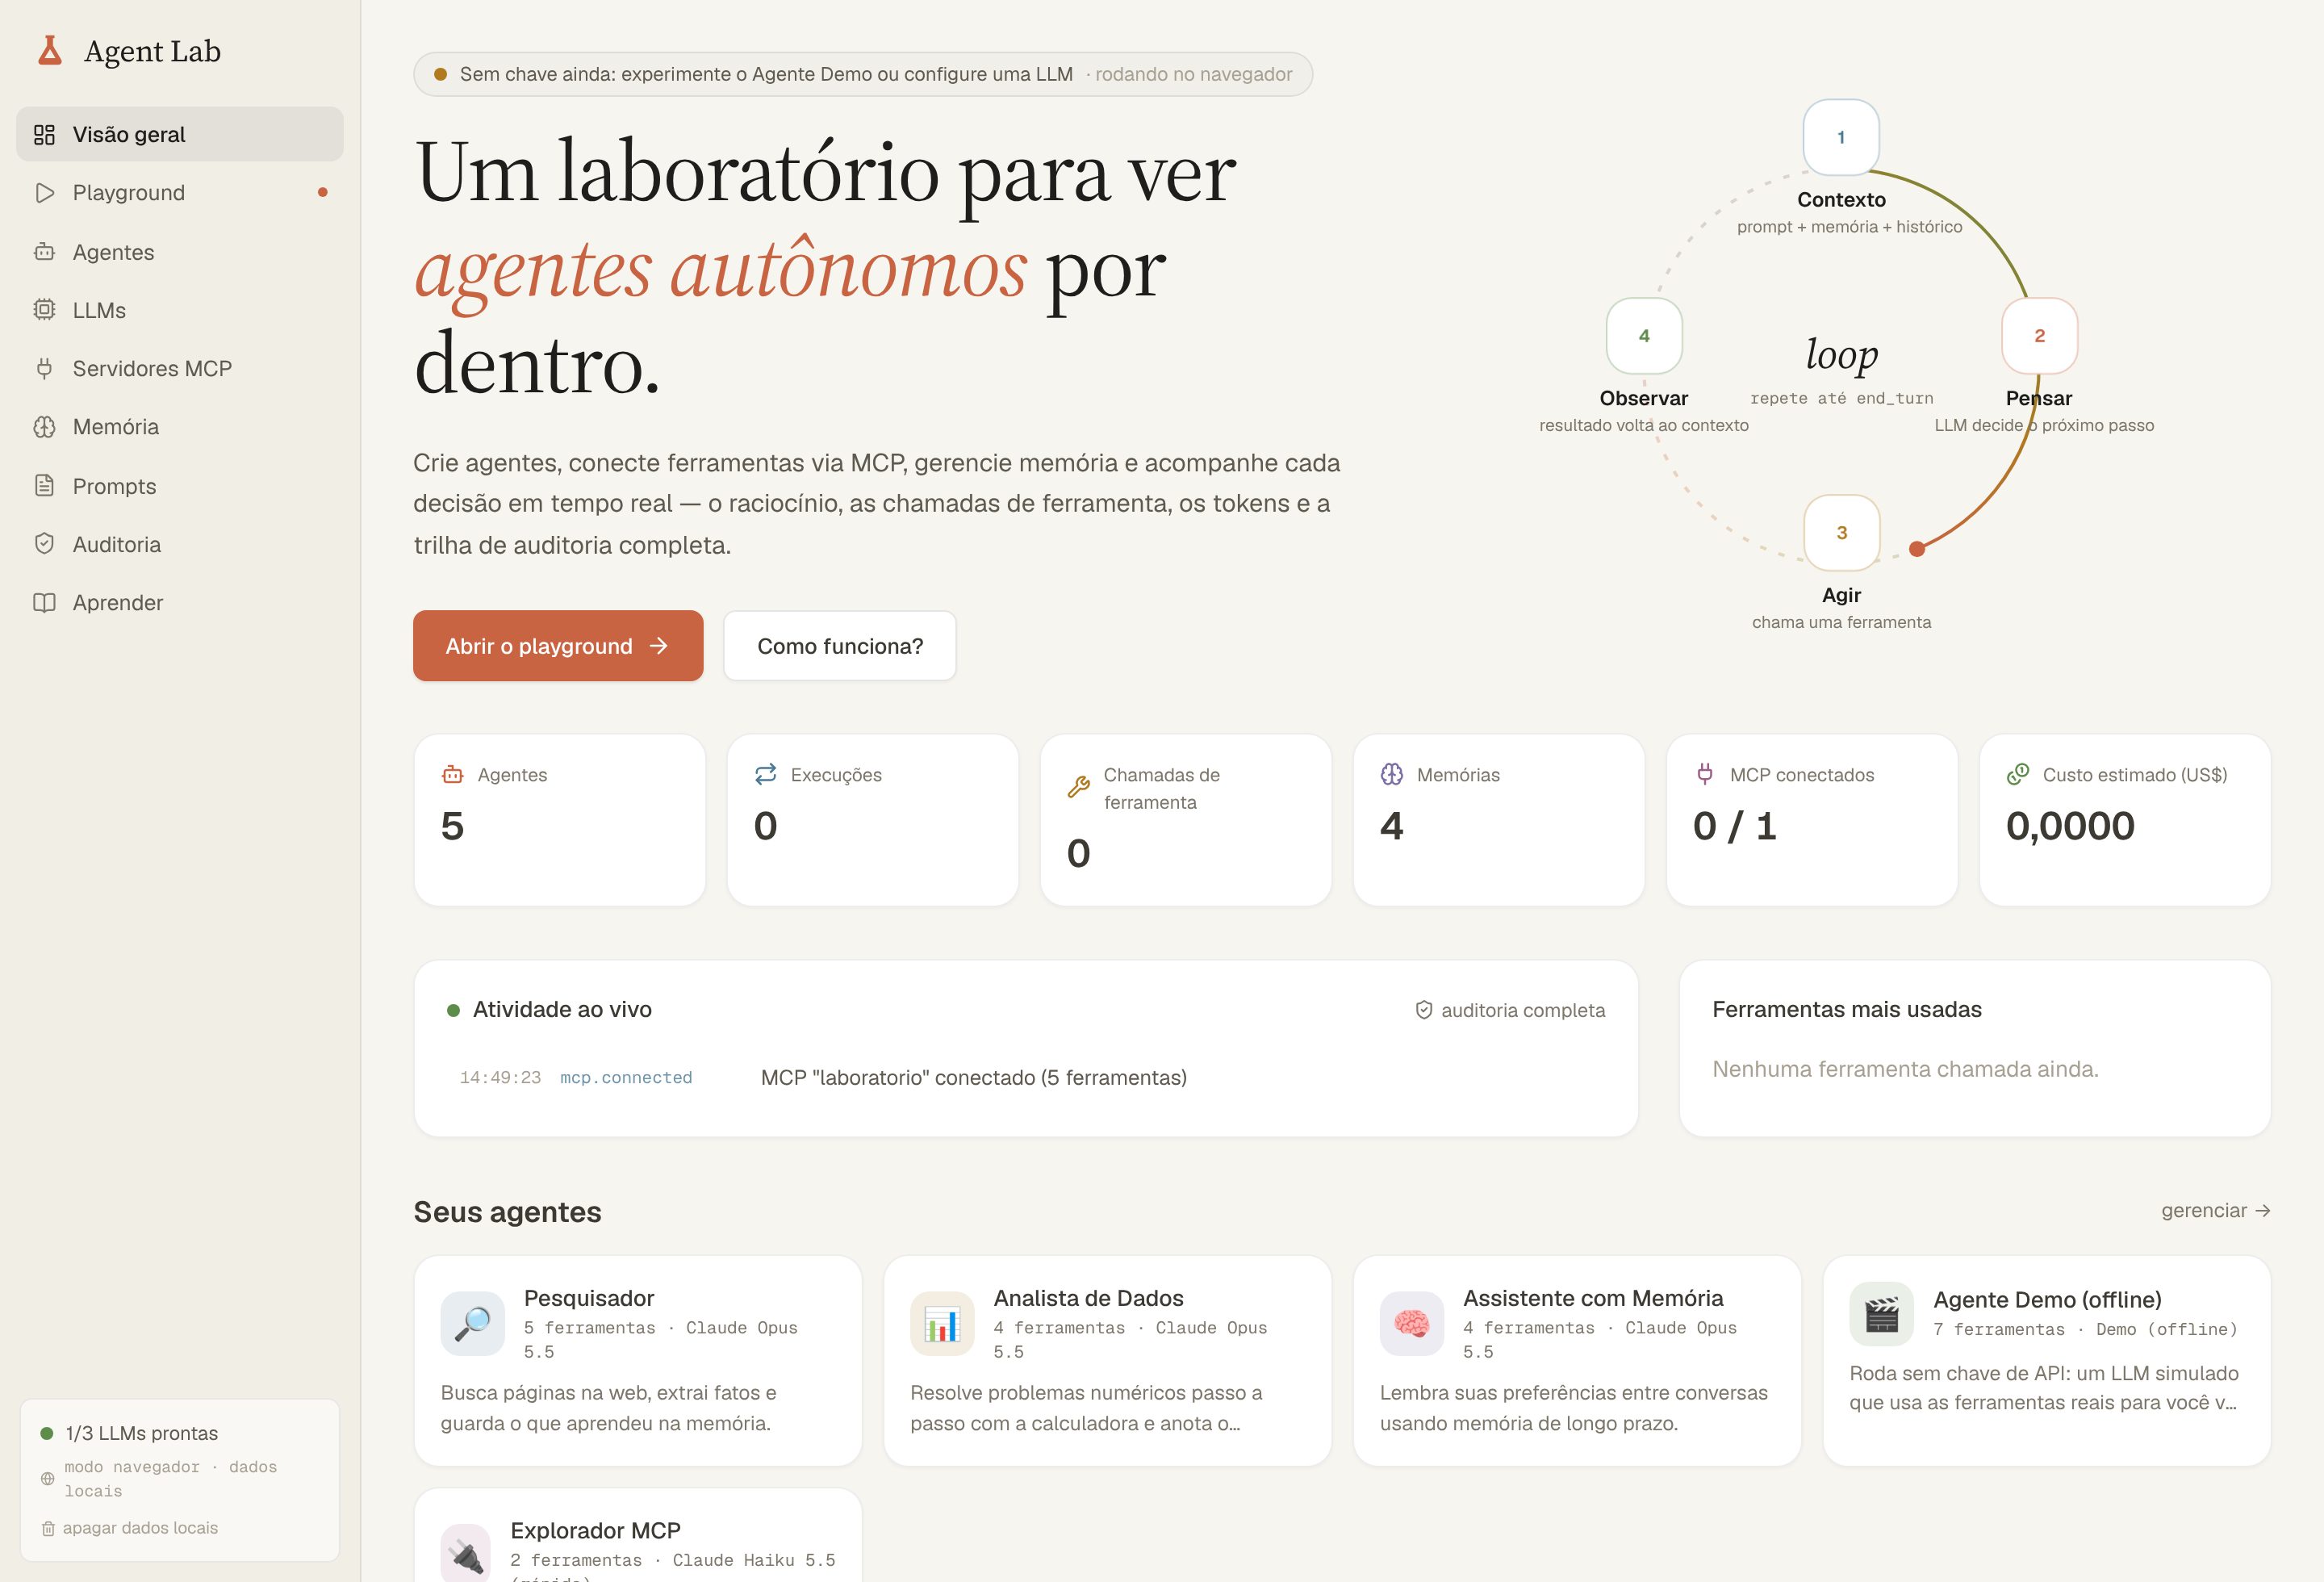 Agent Lab
Visão geral
Playground
Agentes
LLMs
Servidores MCP
Memória
Prompts
Auditoria
Aprender
1/3 LLMs prontas
modo navegador · dados
locais
apagar dados locais
Sem chave ainda: experimente o Agente Demo ou configure uma LLM · rodando no navegador
Um laboratório para ver
agentes autônomos por
dentro.
Crie agentes, conecte ferramentas via MCP, gerencie memória e acompanhe cada
decisão em tempo real — o raciocínio, as chamadas de ferramenta, os tokens e a
trilha de auditoria completa.
Abrir o playground →
Como funciona?
1
Contexto
prompt + memória + histórico
2
Pensar
LLM decide o próximo passo
3
Agir
chama uma ferramenta
4
Observar
resultado volta ao contexto
loop
repete até end_turn
Agentes
5
Execuções
0
Chamadas de
ferramenta
0
Memórias
4
MCP conectados
0 / 1
Custo estimado (US$)
0,0000
Atividade ao vivo
auditoria completa
14:49:23 mcp.connected MCP "laboratorio" conectado (5 ferramentas)
Ferramentas mais usadas
Nenhuma ferramenta chamada ainda.
Seus agentes
gerenciar →
Pesquisador
5 ferramentas · Claude Opus
5.5
Busca páginas na web, extrai fatos e
guarda o que aprendeu na memória.
Analista de Dados
4 ferramentas · Claude Opus
5.5
Resolve problemas numéricos passo a
passo com a calculadora e anota o…
Assistente com Memória
4 ferramentas · Claude Opus
5.5
Lembra suas preferências entre conversas
usando memória de longo prazo.
Agente Demo (offline)
7 ferramentas · Demo (offline)
Roda sem chave de API: um LLM simulado
que usa as ferramentas reais para você v…
Explorador MCP
2 ferramentas · Claude Haiku 5.5